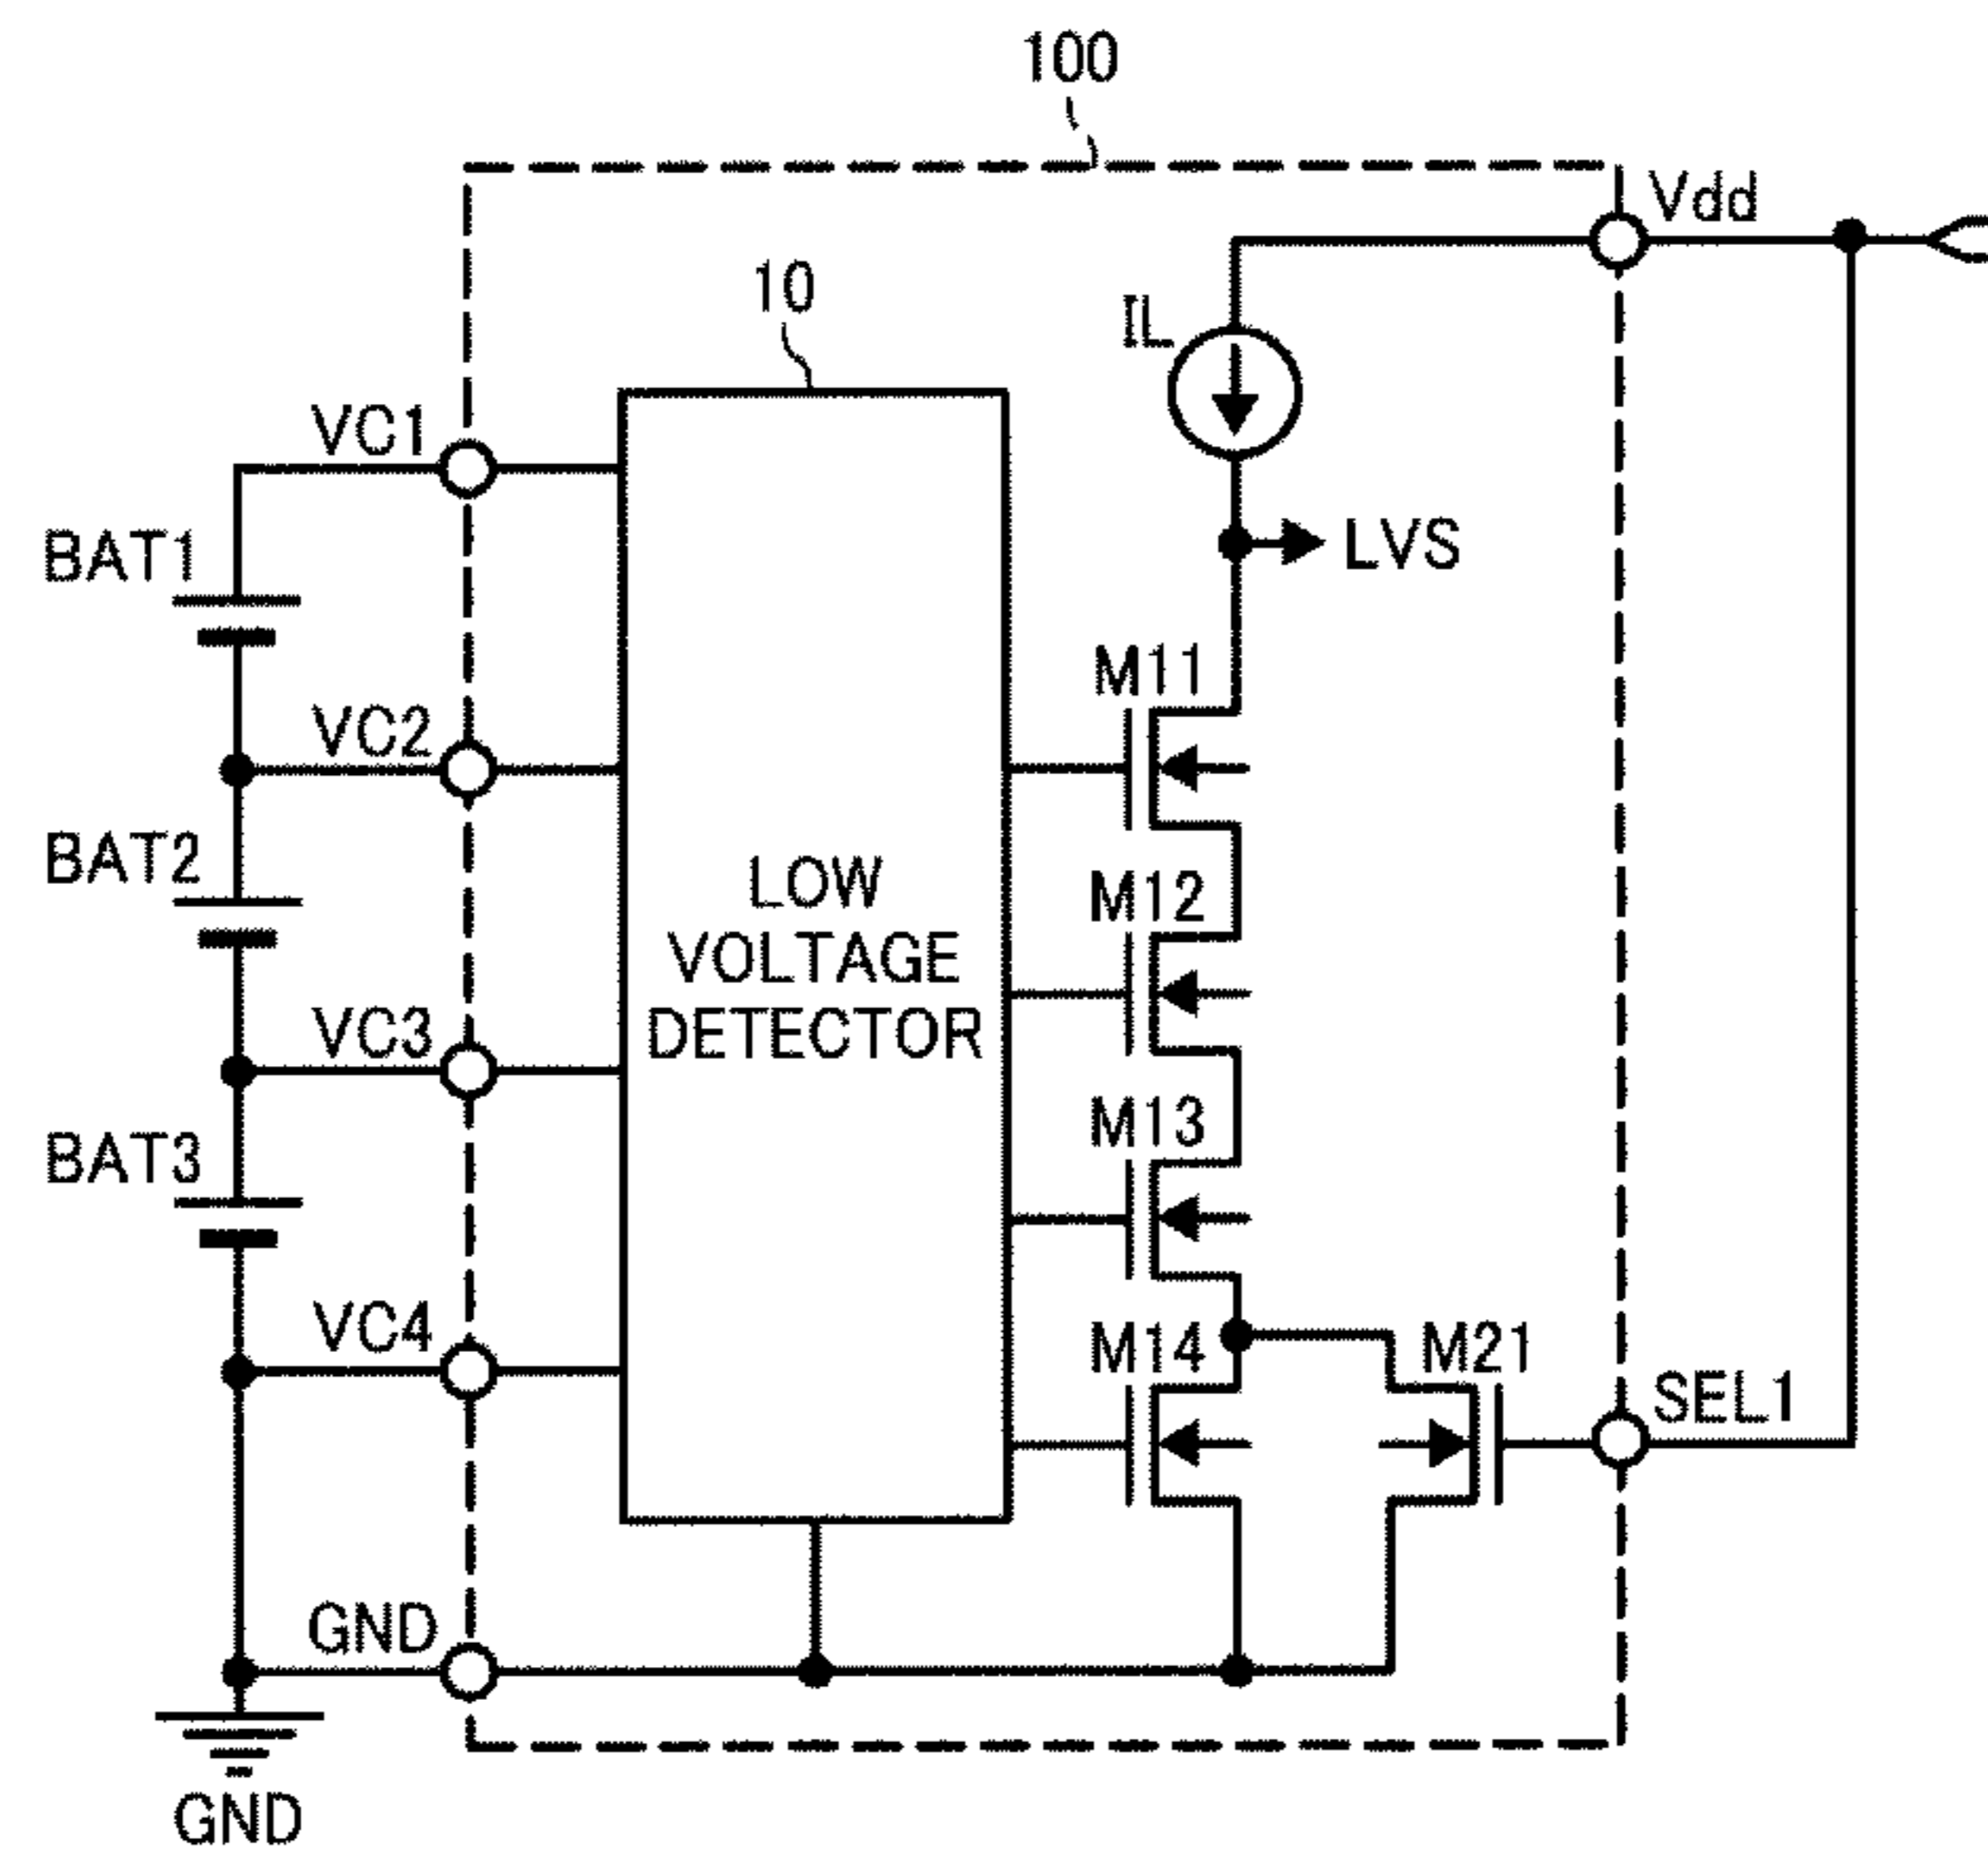 100
Vdd
10
IL
VC1
LVS
BAT1
M11
VC2
BAT2
LOW
VOLTAGE
DETECTOR
M12
VC3
M13
BAT3
VC4
M14
M21
SEL1
GND
GND